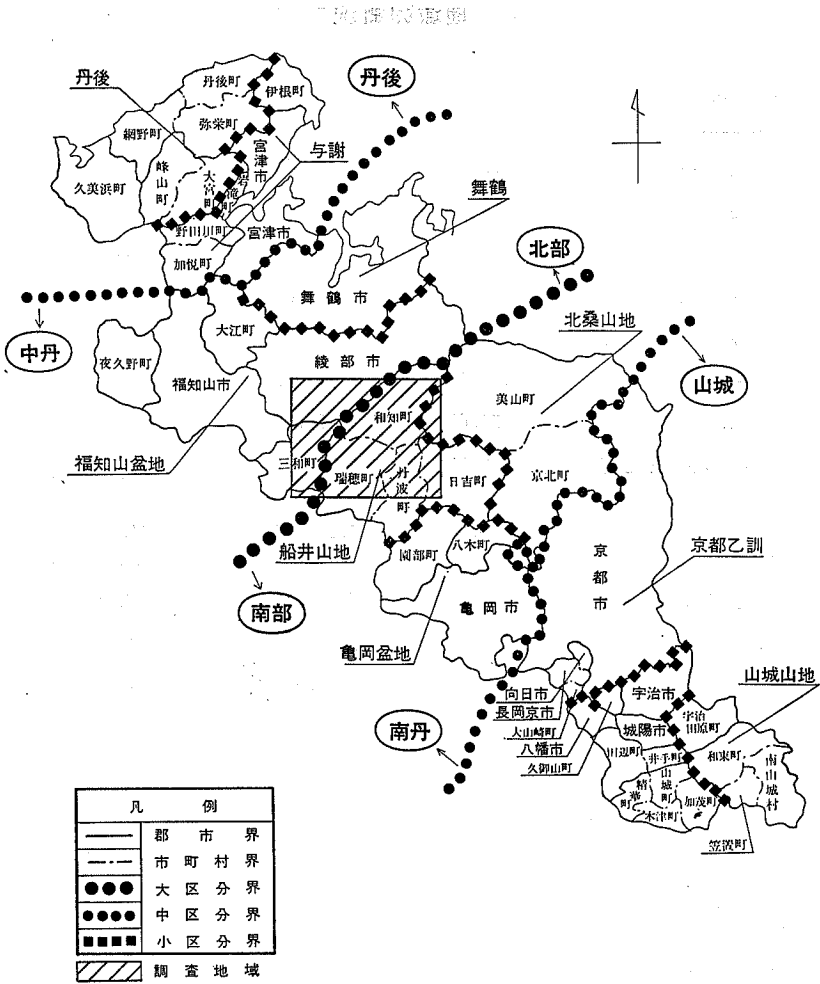 丹後町
伊根町
丹後
丹後
弥栄町
網野町
宮津市
与謝
峰山町
大宮町
岩滝町
久美浜町
舞鶴
野田川町
宮津市
加悦町
北部
舞鶴市
北桑山地
大江町
中丹
綾部市
夜久野町
山城
福知山市
美山町
和知町
福知山盆地
三和町
瑞穂町
丹波町
日吉町
京北町
船井山地
園部町
八木町
京都市
京都乙訓
南部
亀岡市
亀岡盆地
向日市
宇治市
山城山地
長岡京市
大山崎町
城陽市
宇治田原町
南丹
八幡市
田辺町
井手町
和束町
久御山町
南山城村
精華町
山城町
加茂町
木津町
笠置町
凡例
郡市界
市町村界
大区分界
中区分界
小区分界
調査地域